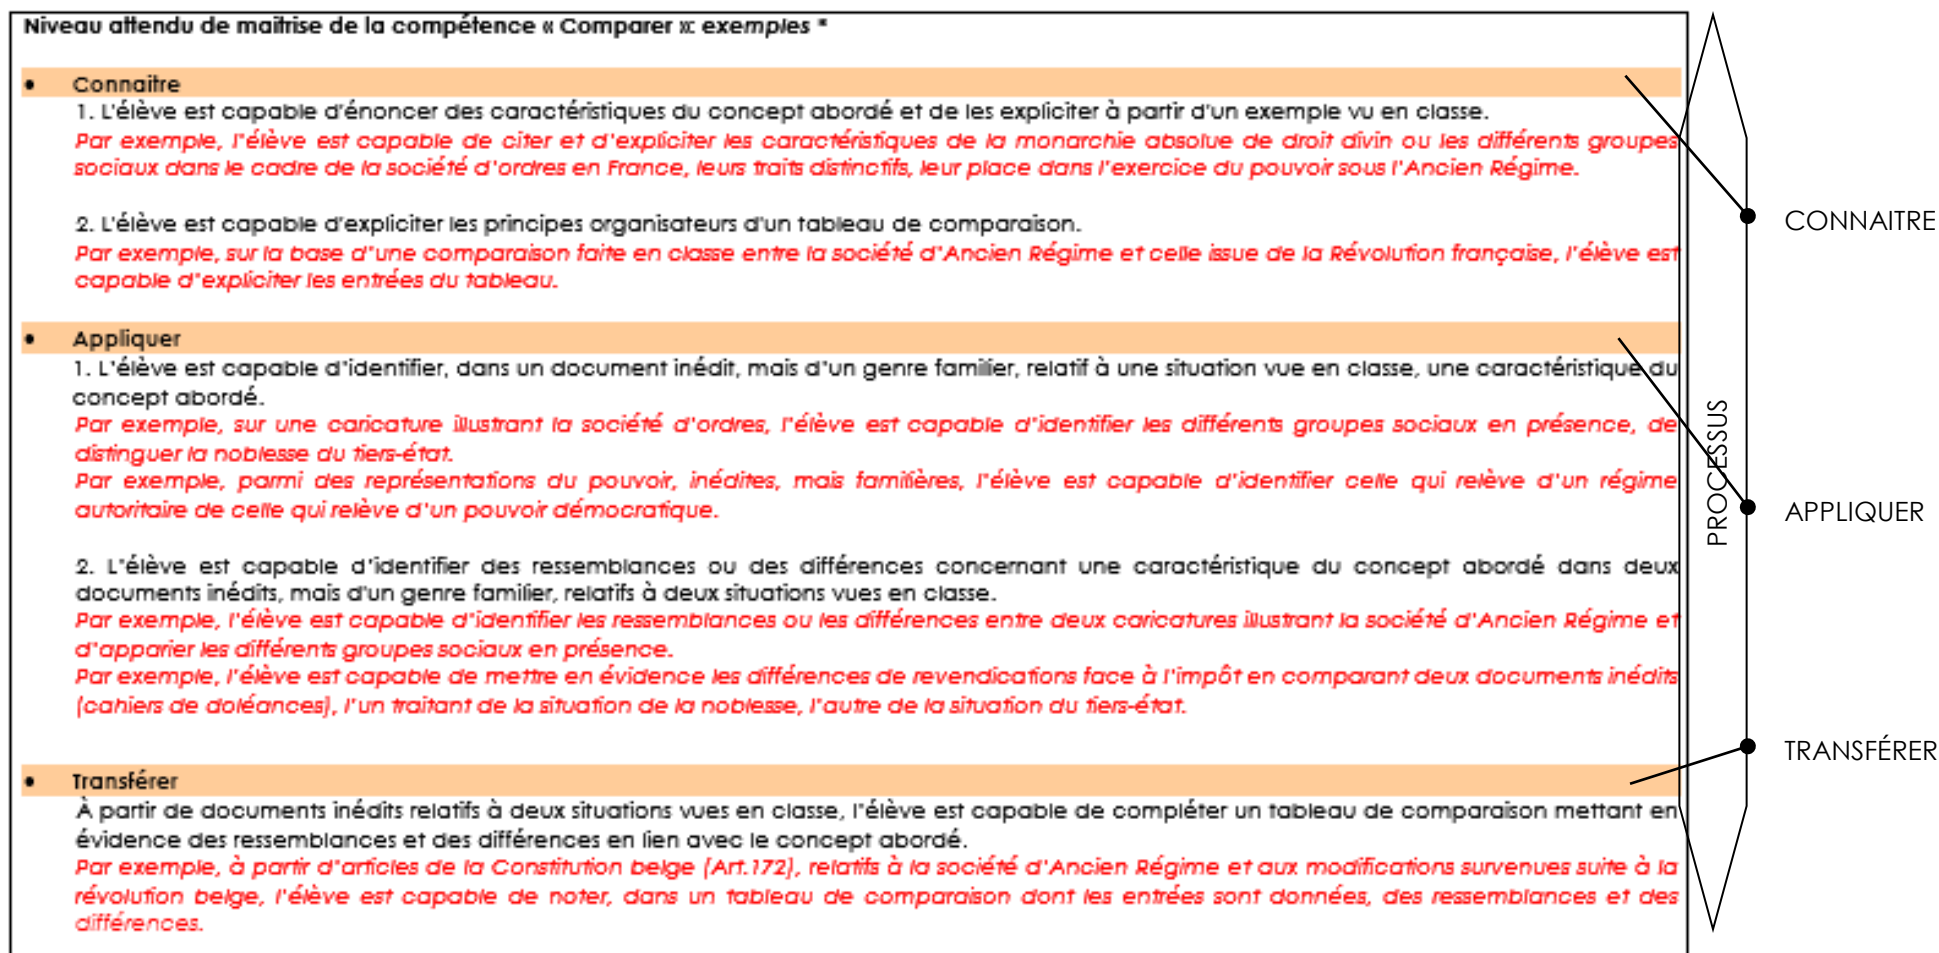 Niveau attendu de maîtrise de la compétence « Comparer »: exemples *
• Connaitre
1. L'élève est capable d'énoncer des caractéristiques du concept abordé et de les expliciter à partir d'un exemple vu en classe.
Par exemple, l'élève est capable de citer et d'expliciter les caractéristiques de la monarchie absolue de droit divin ou les différents groupes
sociaux dans le cadre de la société d'ordres en France, leurs traits distinctifs, leur place dans l'exercice du pouvoir sous l'Ancien Régime.
2. L'élève est capable d'expliciter les principes organisateurs d'un tableau de comparaison.
Par exemple, sur la base d'une comparaison faite en classe entre la société d'Ancien Régime et celle issue de la Révolution française, l'élève est
capable d'expliciter les entrées du tableau.
• Appliquer
1. L'élève est capable d'identifier, dans un document inédit, mais d'un genre familier, relatif à une situation vue en classe, une caractéristique du
concept abordé.
Par exemple, sur une caricature illustrant la société d'ordres, l'élève est capable d'identifier les différents groupes sociaux en présence, de
distinguer la noblesse du tiers-état.
Par exemple, parmi des représentations du pouvoir, inédites, mais familières, l'élève est capable d'identifier celle qui relève d'un régime
autoritaire de celle qui relève d'un pouvoir démocratique.
2. L'élève est capable d'identifier des ressemblances ou des différences concernant une caractéristique du concept abordé dans deux
documents inédits, mais d'un genre familier, relatifs à deux situations vues en classe.
Par exemple, l'élève est capable d'identifier les ressemblances ou les différences entre deux caricatures illustrant la société d'Ancien Régime et
d'apparier les différents groupes sociaux en présence.
Par exemple, l'élève est capable de mettre en évidence les différences de revendications face à l'impôt en comparant deux documents inédits
(cahiers de doléances), l'un traitant de la situation de la noblesse, l'autre de la situation du tiers-état.
• Transférer
À partir de documents inédits relatifs à deux situations vues en classe, l'élève est capable de compléter un tableau de comparaison mettant en
évidence des ressemblances et des différences en lien avec le concept abordé.
Par exemple, à partir d'articles de la Constitution belge (Art.172), relatifs à la société d'Ancien Régime et aux modifications survenues suite à la
révolution belge, l'élève est capable de noter, dans un tableau de comparaison dont les entrées sont données, des ressemblances et des
différences.
PROCESSUS
CONNAITRE
APPLIQUER
TRANSFÉRER